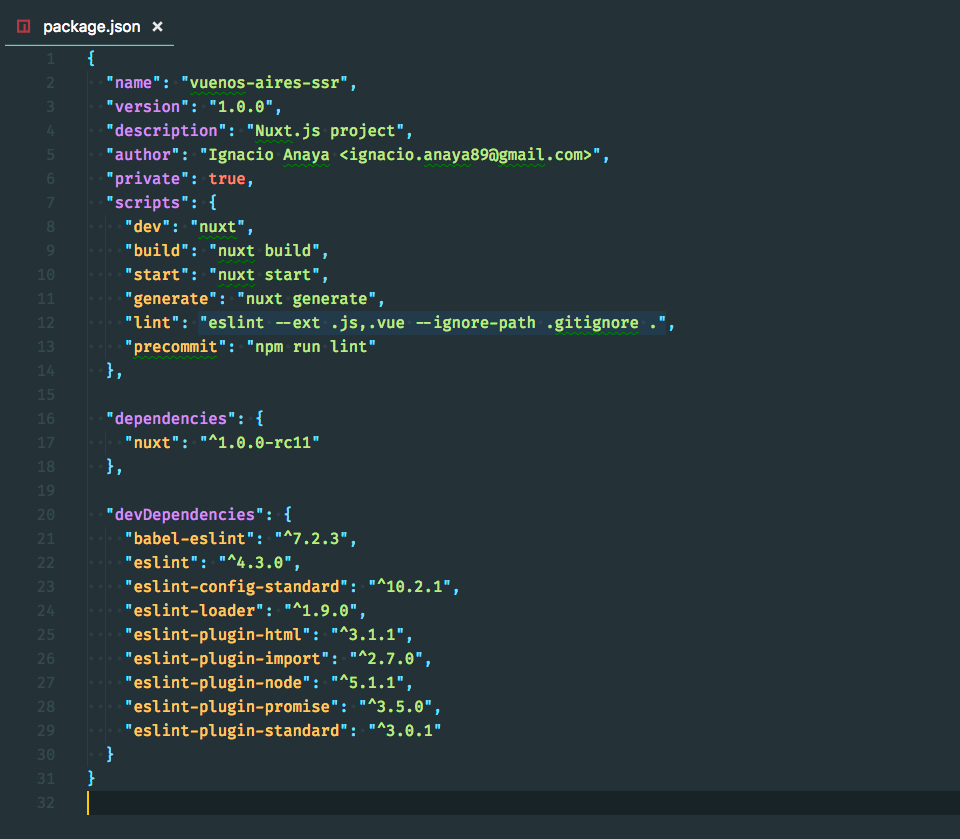 package.json ×
1 {
2   "name": "vuenos-aires-ssr",
3   "version": "1.0.0",
4   "description": "Nuxt.js project",
5   "author": "Ignacio Anaya <ignacio.anaya89@gmail.com>",
6   "private": true,
7   "scripts": {
8     "dev": "nuxt",
9     "build": "nuxt build",
10     "start": "nuxt start",
11     "generate": "nuxt generate",
12     "lint": "eslint --ext .js,.vue --ignore-path .gitignore .",
13     "precommit": "npm run lint"
14   },
15
16   "dependencies": {
17     "nuxt": "^1.0.0-rc11"
18   },
19
20   "devDependencies": {
21     "babel-eslint": "^7.2.3",
22     "eslint": "^4.3.0",
23     "eslint-config-standard": "^10.2.1",
24     "eslint-loader": "^1.9.0",
25     "eslint-plugin-html": "^3.1.1",
26     "eslint-plugin-import": "^2.7.0",
27     "eslint-plugin-node": "^5.1.1",
28     "eslint-plugin-promise": "^3.5.0",
29     "eslint-plugin-standard": "^3.0.1"
30   }
31 }
32